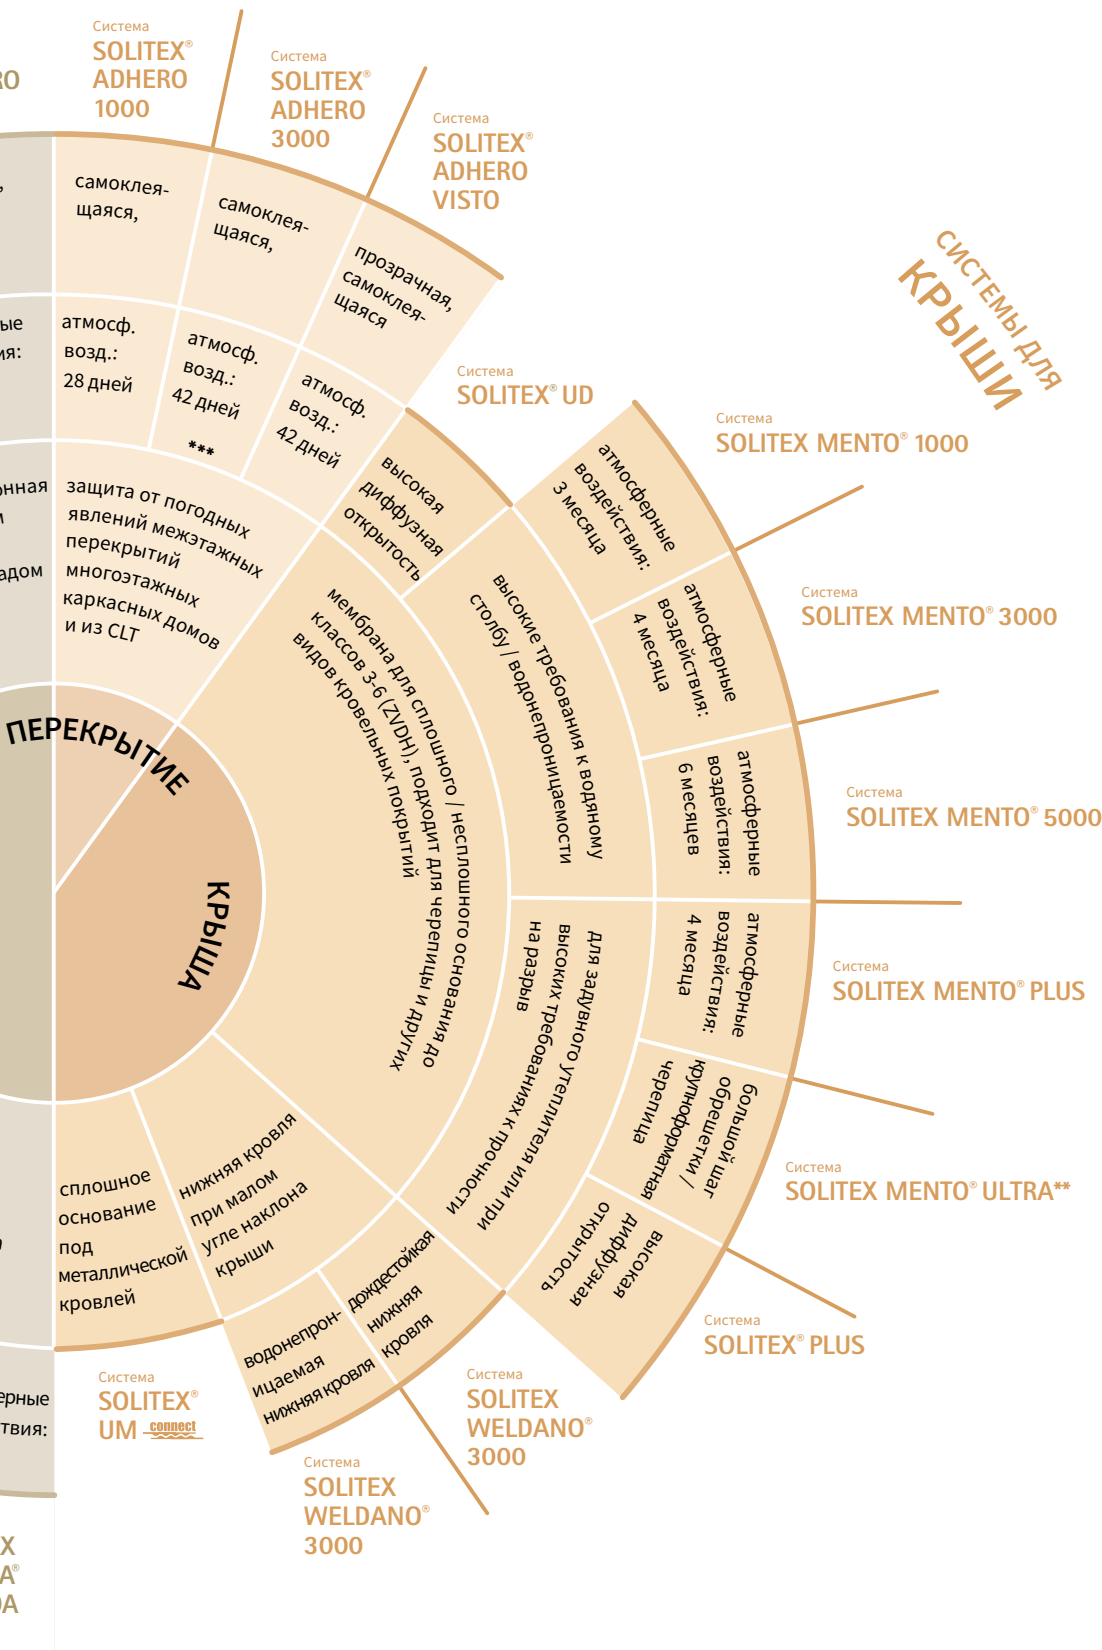 Система
SOLITEX®
ADHERO
1000
Система
SOLITEX®
ADHERO
3000
Система
SOLITEX®
ADHERO
VISTO
СИСТЕМЫ ДЛЯ
КРЫШИ
RO
самоклея-
щаяся,
самоклея-
щаяся,
прозрачная,
самоклея-
щаяся
атмосф.
возд.:
28 дней
атмосф.
возд.:
42 дней
***
атмосф.
возд.:
42 дней
ые
ия:
защита от погодных
явлений межэтажных
перекрытий
многоэтажных
каркасных домов
и из CLT
онная
м
адом
ПЕРЕКРЫТИЕ
КРЫША
Система
SOLITEX® UD
высокая
диффузная
открытость
мембрана для сплошного / несплошного основания до
классов 3-6 (ZVDH), подходит для черепицы и других
видов кровельных покрытий
высокие требования к водяному
столбу / водонепроницаемости
атмосферные
воздействия:
3 месяца
Система
SOLITEX MENTO® 1000
атмосферные
воздействия:
4 месяца
Система
SOLITEX MENTO® 3000
атмосферные
воздействия:
6 месяцев
Система
SOLITEX MENTO® 5000
для задувного утеплителя или при
высоких требованиях к прочности
на разрыв
атмосферные
воздействия:
4 месяца
Система
SOLITEX MENTO® PLUS
большой шаг
обрешетки /
крупноформатная
черепица
Система
SOLITEX MENTO® ULTRA**
высокая
диффузная
открытость
Система
SOLITEX® PLUS
сплошное
основание
под
металлической
кровлей
нижняя кровля
при малом
угле наклона
крыши
водонепрон-
ицаемая
нижняя кровля
дождестойкая
нижняя
кровля
Система
SOLITEX®
UM connect
Система
SOLITEX
WELDANO®
3000
Система
SOLITEX
WELDANO®
3000
ерные
ствия:
X
A®
DA